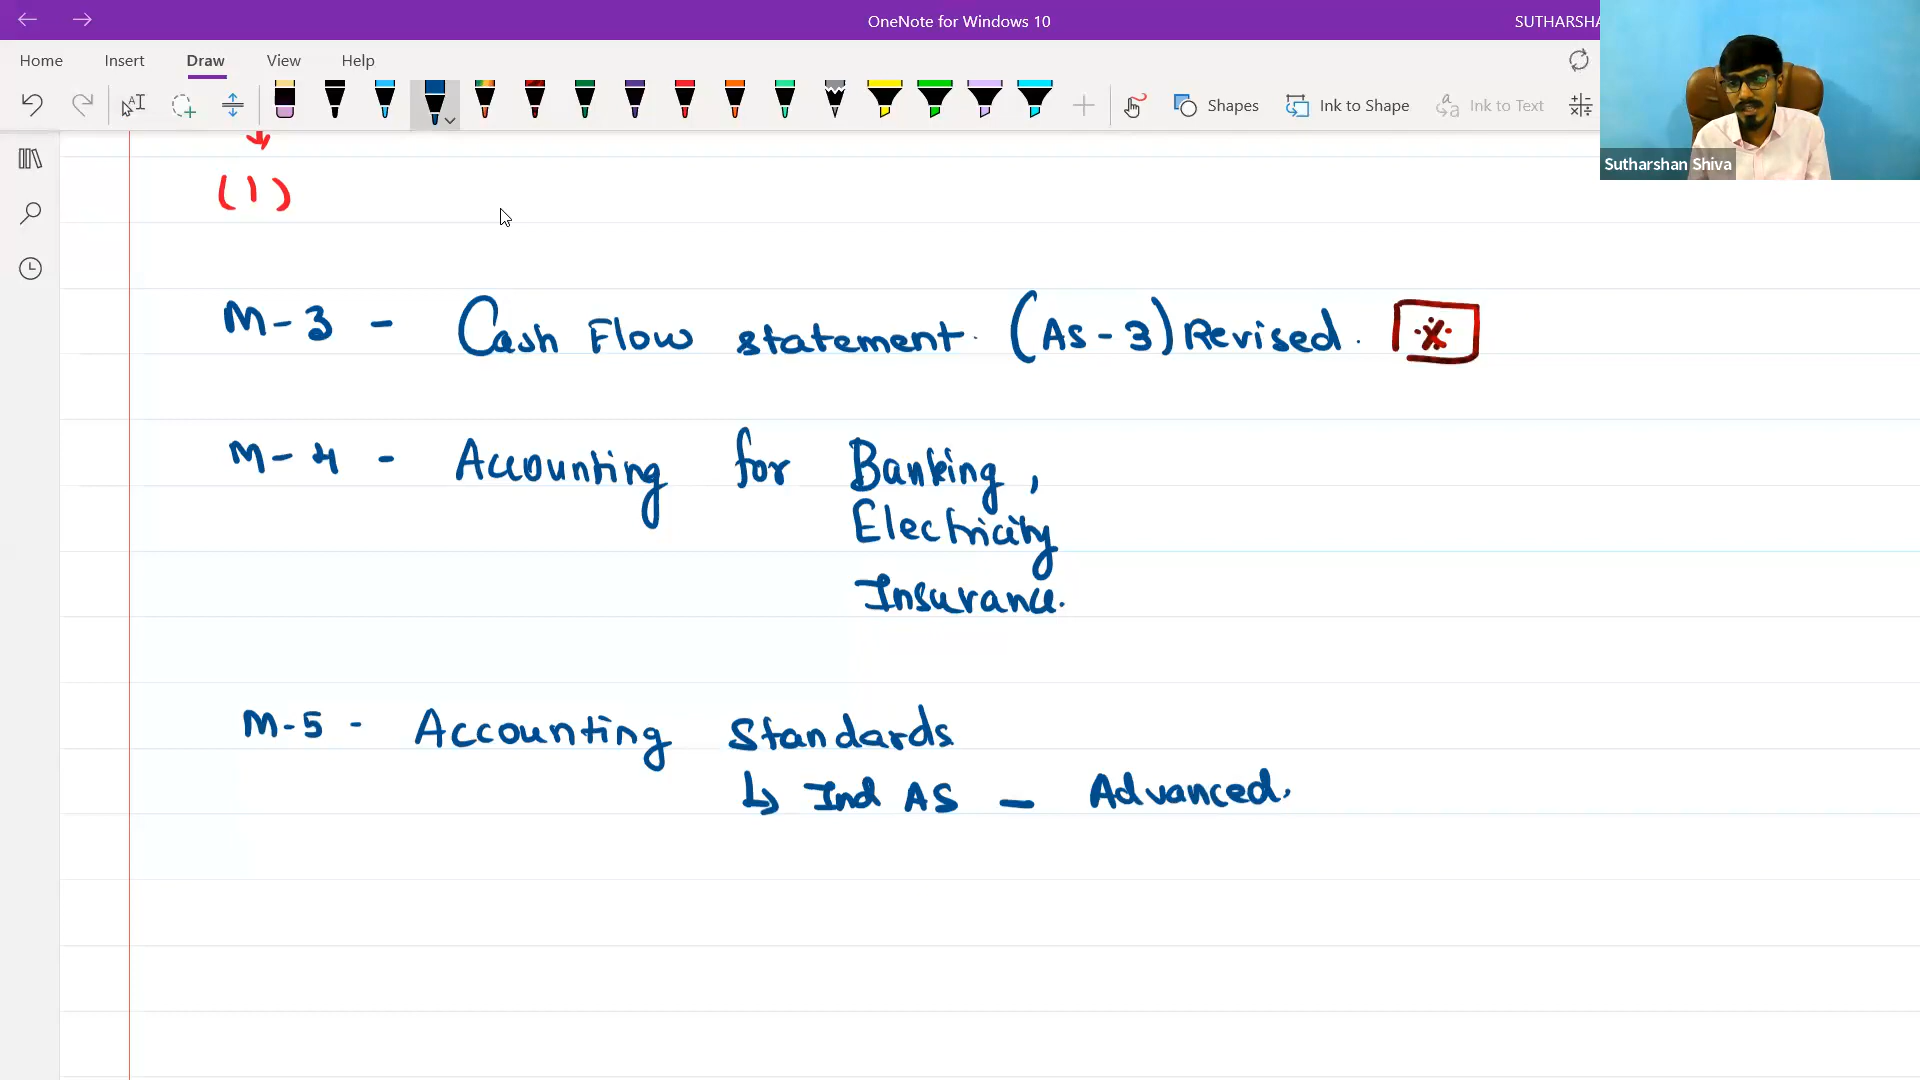 OneNote for Windows 10
SUTHARSHA
Home Insert Draw View Help
Shapes Ink to Shape Ink to Text
Sutharshan Shiva
(1)
M-3 - Cash Flow statement. (AS-3) Revised.
M-4 - Accounting for Banking,
Electricity
Insurance.
M-5 - Accounting Standards
↳ Ind AS - Advanced.